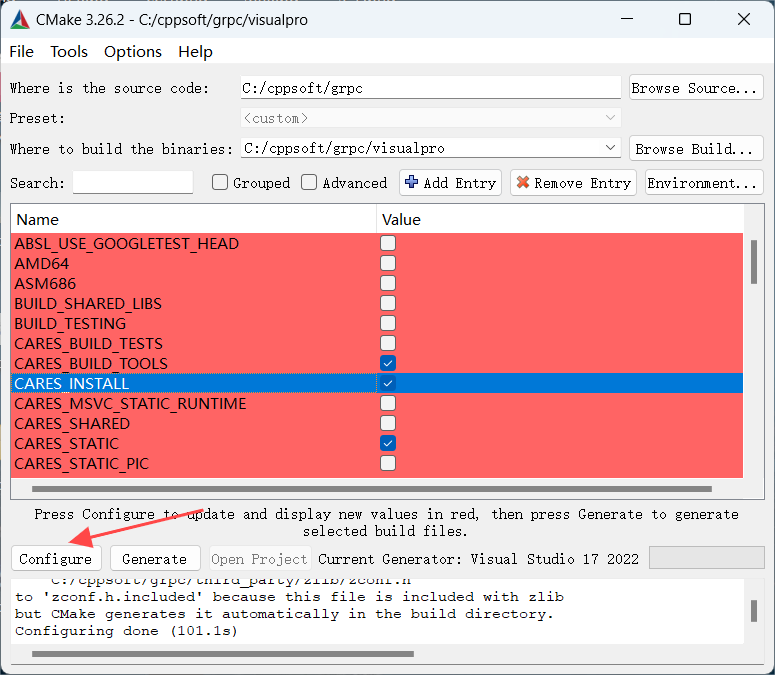 CMake 3.26.2 - C:/cppsoft/grpc/visualpro
File Tools Options Help
Where is the source code: C:/cppsoft/grpc Browse Source...
Preset: <custom>
Where to build the binaries: C:/cppsoft/grpc/visualpro Browse Build...
Search: Grouped Advanced Add Entry Remove Entry Environment...
Name Value
ABSL_USE_GOOGLETEST_HEAD
AMD64
ASM686
BUILD_SHARED_LIBS
BUILD_TESTING
CARES_BUILD_TESTS
CARES_BUILD_TOOLS
CARES_INSTALL
CARES_MSVC_STATIC_RUNTIME
CARES_SHARED
CARES_STATIC
CARES_STATIC_PIC
Press Configure to update and display new values in red, then press Generate to generate
selected build files.
Configure Generate Open Project Current Generator: Visual Studio 17 2022
C:/cppsoft/grpc/third_party/zlib/zconf.h
to 'zconf.h.included' because this file is included with zlib
but CMake generates it automatically in the build directory.
Configuring done (101.1s)